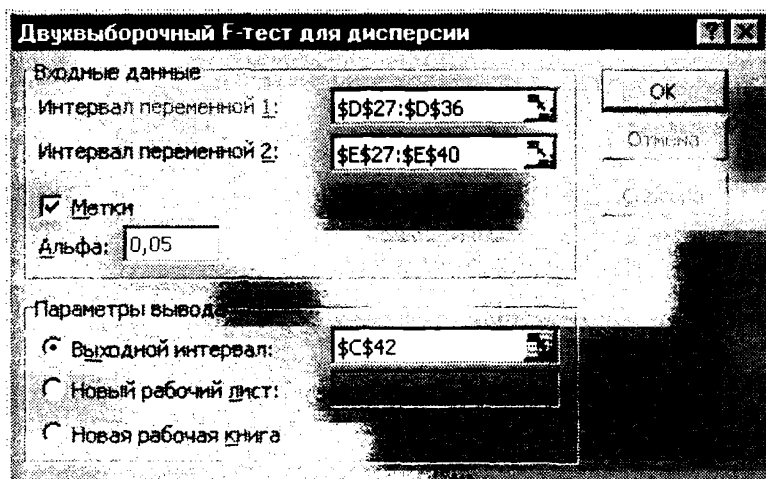 Двухвыборочный F-тест для дисперсии
Входные данные
Интервал переменной 1:
$D$27:$D$36
Интервал переменной 2:
$E$27:$E$40
Метки
Альфа: 0,05
OK
Отмена
Параметры вывода
Выходной интервал:
$C$42
Новый рабочий лист:
Новая рабочая книга